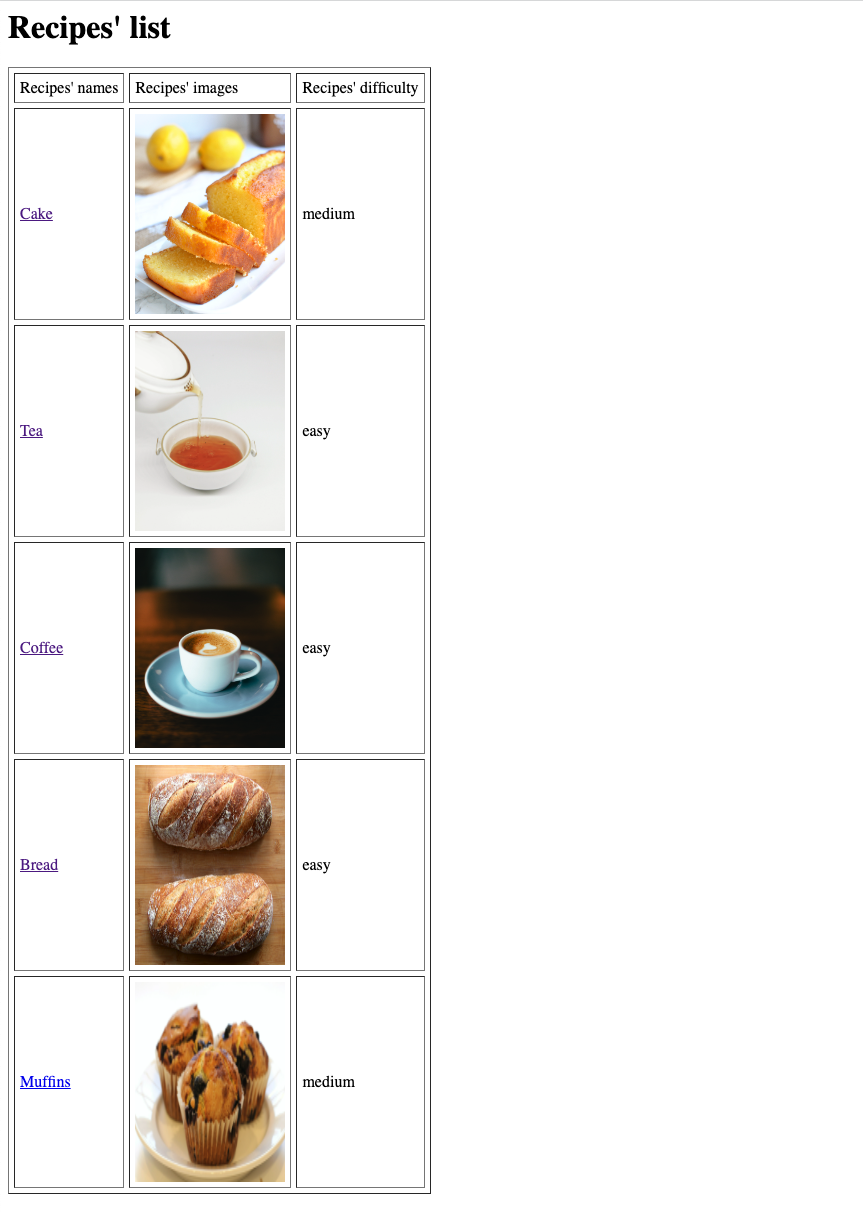 Recipes' list
Recipes' names Recipes' images Recipes' difficulty
Cake medium
Tea easy
Coffee easy
Bread easy
Muffins medium